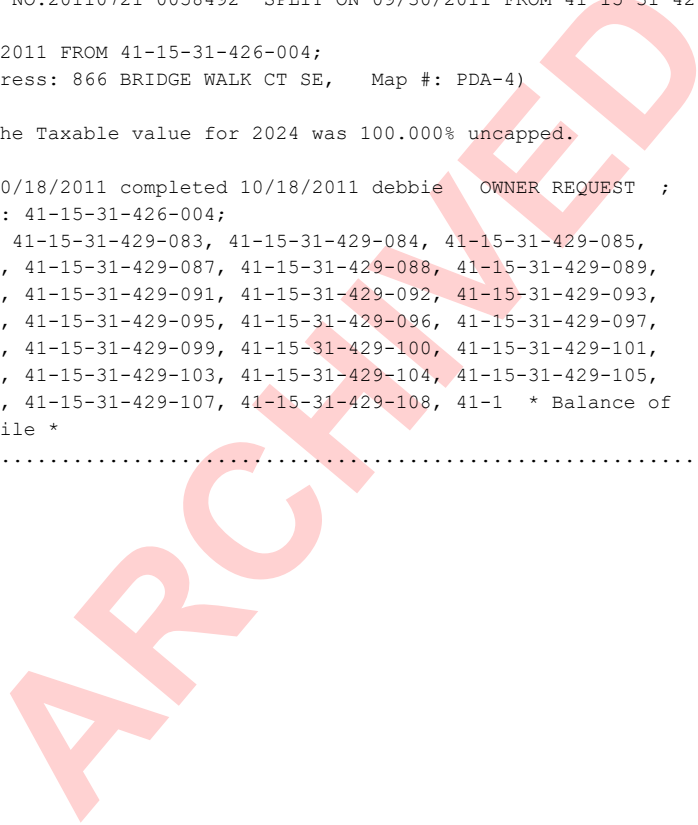 NO.20110721-0058492 SPLIT ON 09/30/2011 FROM 41-15-31-42
2011 FROM 41-15-31-426-004;
ress: 866 BRIDGE WALK CT SE, Map #: PDA-4)
he Taxable value for 2024 was 100.000% uncapped.
0/18/2011 completed 10/18/2011 debbie OWNER REQUEST ;
: 41-15-31-426-004;
41-15-31-429-083, 41-15-31-429-084, 41-15-31-429-085,
, 41-15-31-429-087, 41-15-31-429-088, 41-15-31-429-089,
, 41-15-31-429-091, 41-15-31-429-092, 41-15-31-429-093,
, 41-15-31-429-095, 41-15-31-429-096, 41-15-31-429-097,
, 41-15-31-429-099, 41-15-31-429-100, 41-15-31-429-101,
, 41-15-31-429-103, 41-15-31-429-104, 41-15-31-429-105,
, 41-15-31-429-107, 41-15-31-429-108, 41-1 * Balance of
ile *
.........................................................
ARCHIVED